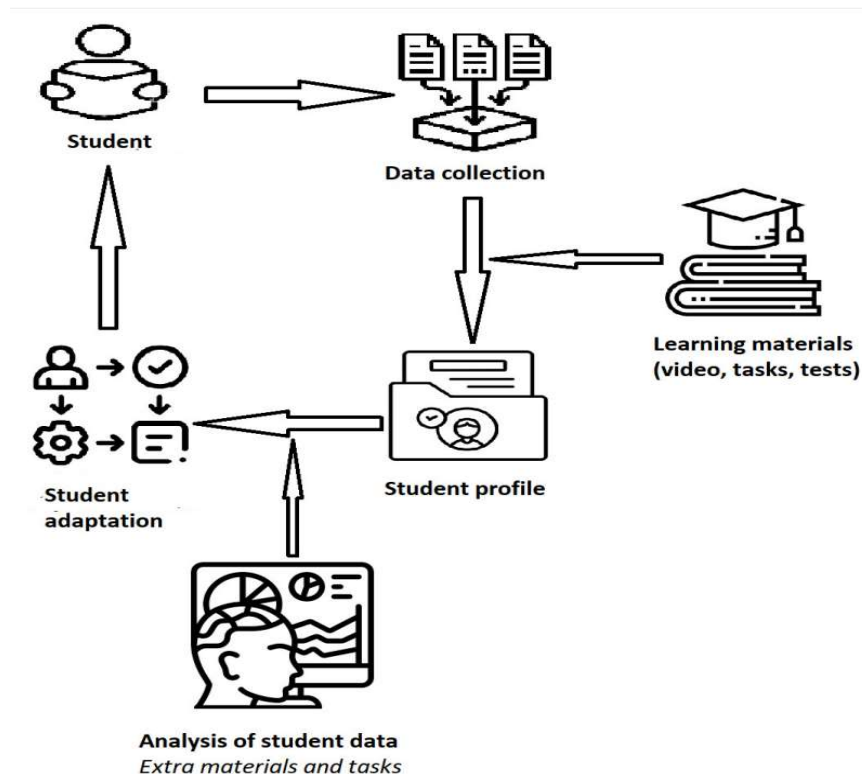 Student
Data collection
Learning materials
(video, tasks, tests)
Student profile
Student
adaptation
Analysis of student data
Extra materials and tasks